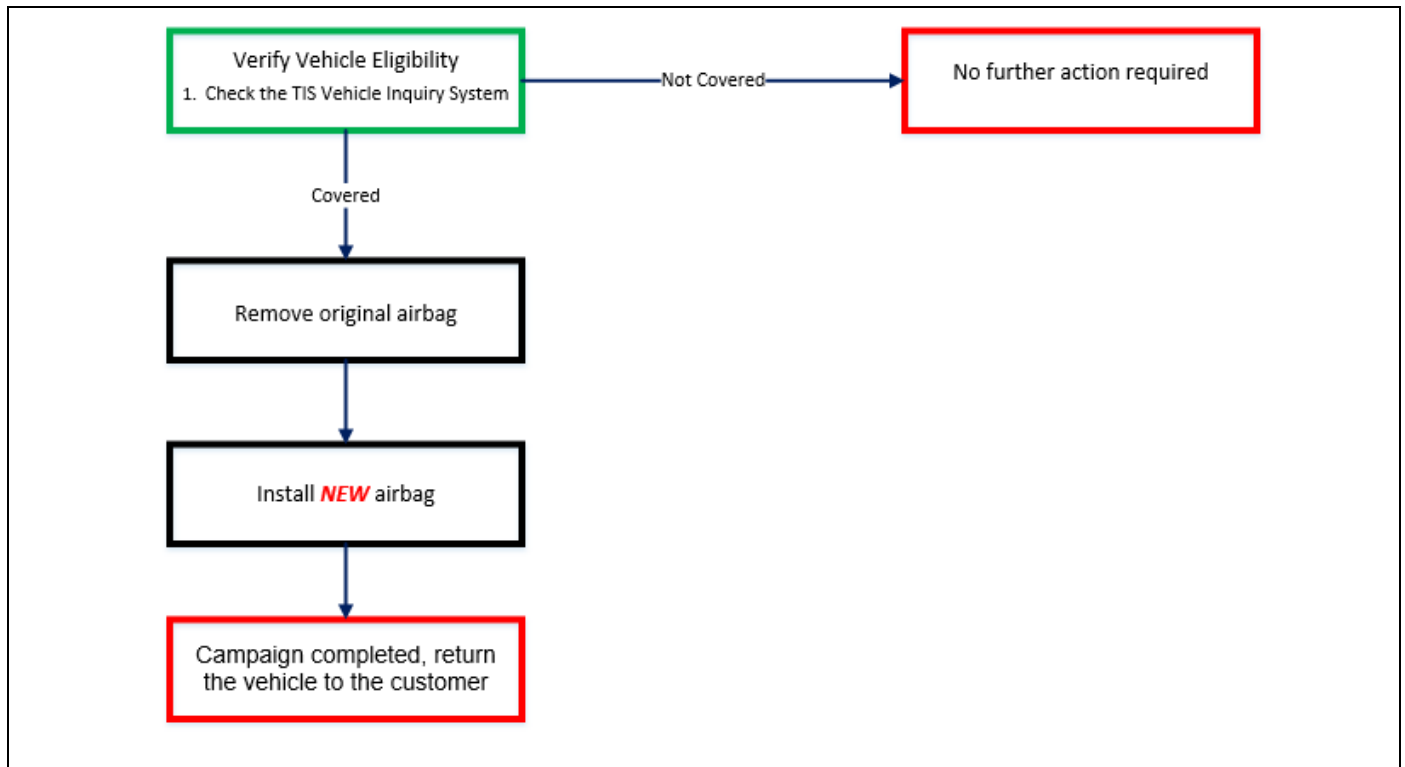 Verify Vehicle Eligibility
1. Check the TIS Vehicle Inquiry System
Not Covered
No further action required
Covered
Remove original airbag
Install NEW airbag
Campaign completed, return
the vehicle to the customer